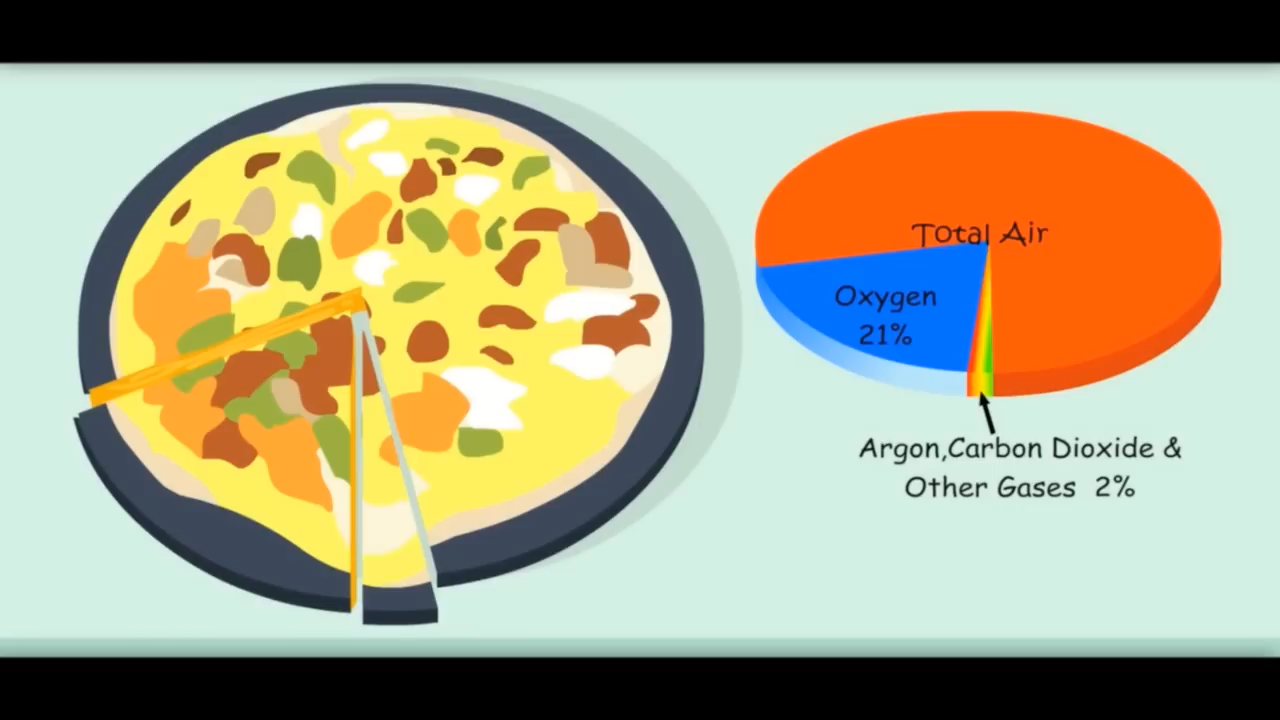 Total Air
Oxygen
21%
Argon,Carbon Dioxide &
Other Gases 2%